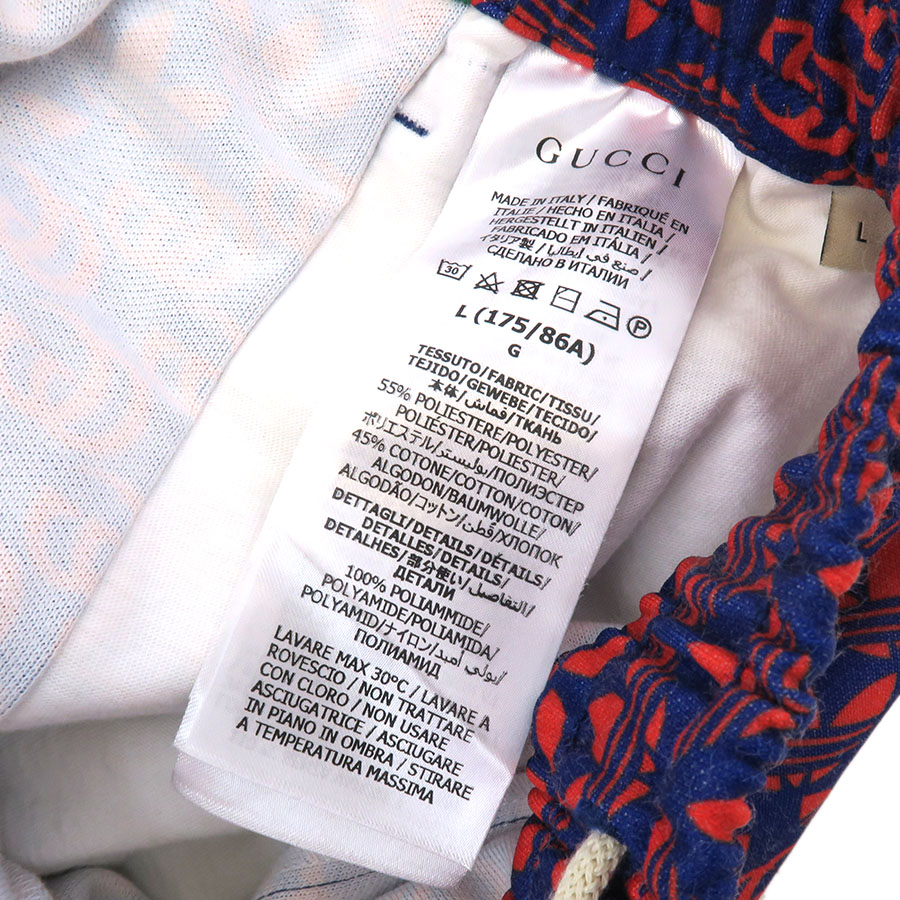 GUCCI
MADE IN ITALY / FABRIQUÉ EN
ITALIE / HECHO EN ITALIA
HERGESTELLT IN ITALIEN /
FABRICADO EM ITÁLIA
イタリア製 / صنع في إيطاليا
СДЕЛАНО В ИТАЛИИ
30
P
L (175/86A)
G
TESSUTO/FABRIC/TISSU/
TEJIDO/GEWEBE/TECIDO/
本体/قماش/ТКАНЬ
55% POLIESTERE/POLYESTER/
POLYESTER/POLIÉSTER/
POLYESTER/POLIÉSTER/
ポリエステル/بوليستر/ПОЛИЭСТЕР
45% COTONE/COTTON/COTON/
ALGODON/BAUMWOLLE/
ALGODÃO/コットン/قطن/ХЛОПОК
DETTAGLI/DETAILS/DÉTAILS/
DETALLES/DETAILS/
DETALHES/部分使い/التفاصيل/
ДЕТАЛИ
100% POLIAMMIDE/
POLYAMIDE/POLIAMIDA/
POLYAMID/ナイロン/بولي أميد/
ПОЛИАМИД
LAVARE MAX 30°C / LAVARE A
ROVESCIO / NON TRATTARE
CON CLORO / NON USARE
ASCIUGATRICE / ASCIUGARE
IN PIANO IN OMBRA / STIRARE
A TEMPERATURA MASSIMA
L